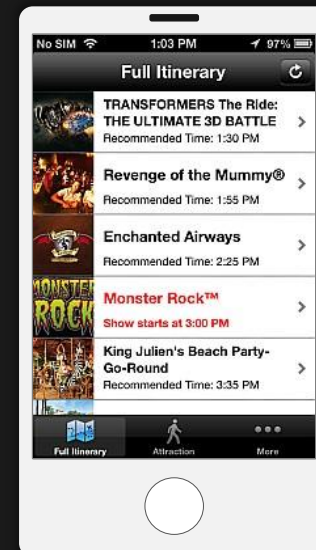 No SIM 1:03 PM 97%
Full Itinerary
TRANSFORMERS The Ride:
THE ULTIMATE 3D BATTLE
Recommended Time: 1:30 PM
Revenge of the Mummy®
Recommended Time: 1:55 PM
Enchanted Airways
Recommended Time: 2:25 PM
MONSTER
ROCK
Monster Rock™
Show starts at 3:00 PM
King Julien's Beach Party-
Go-Round
Recommended Time: 3:35 PM
Full Itinerary Attraction More